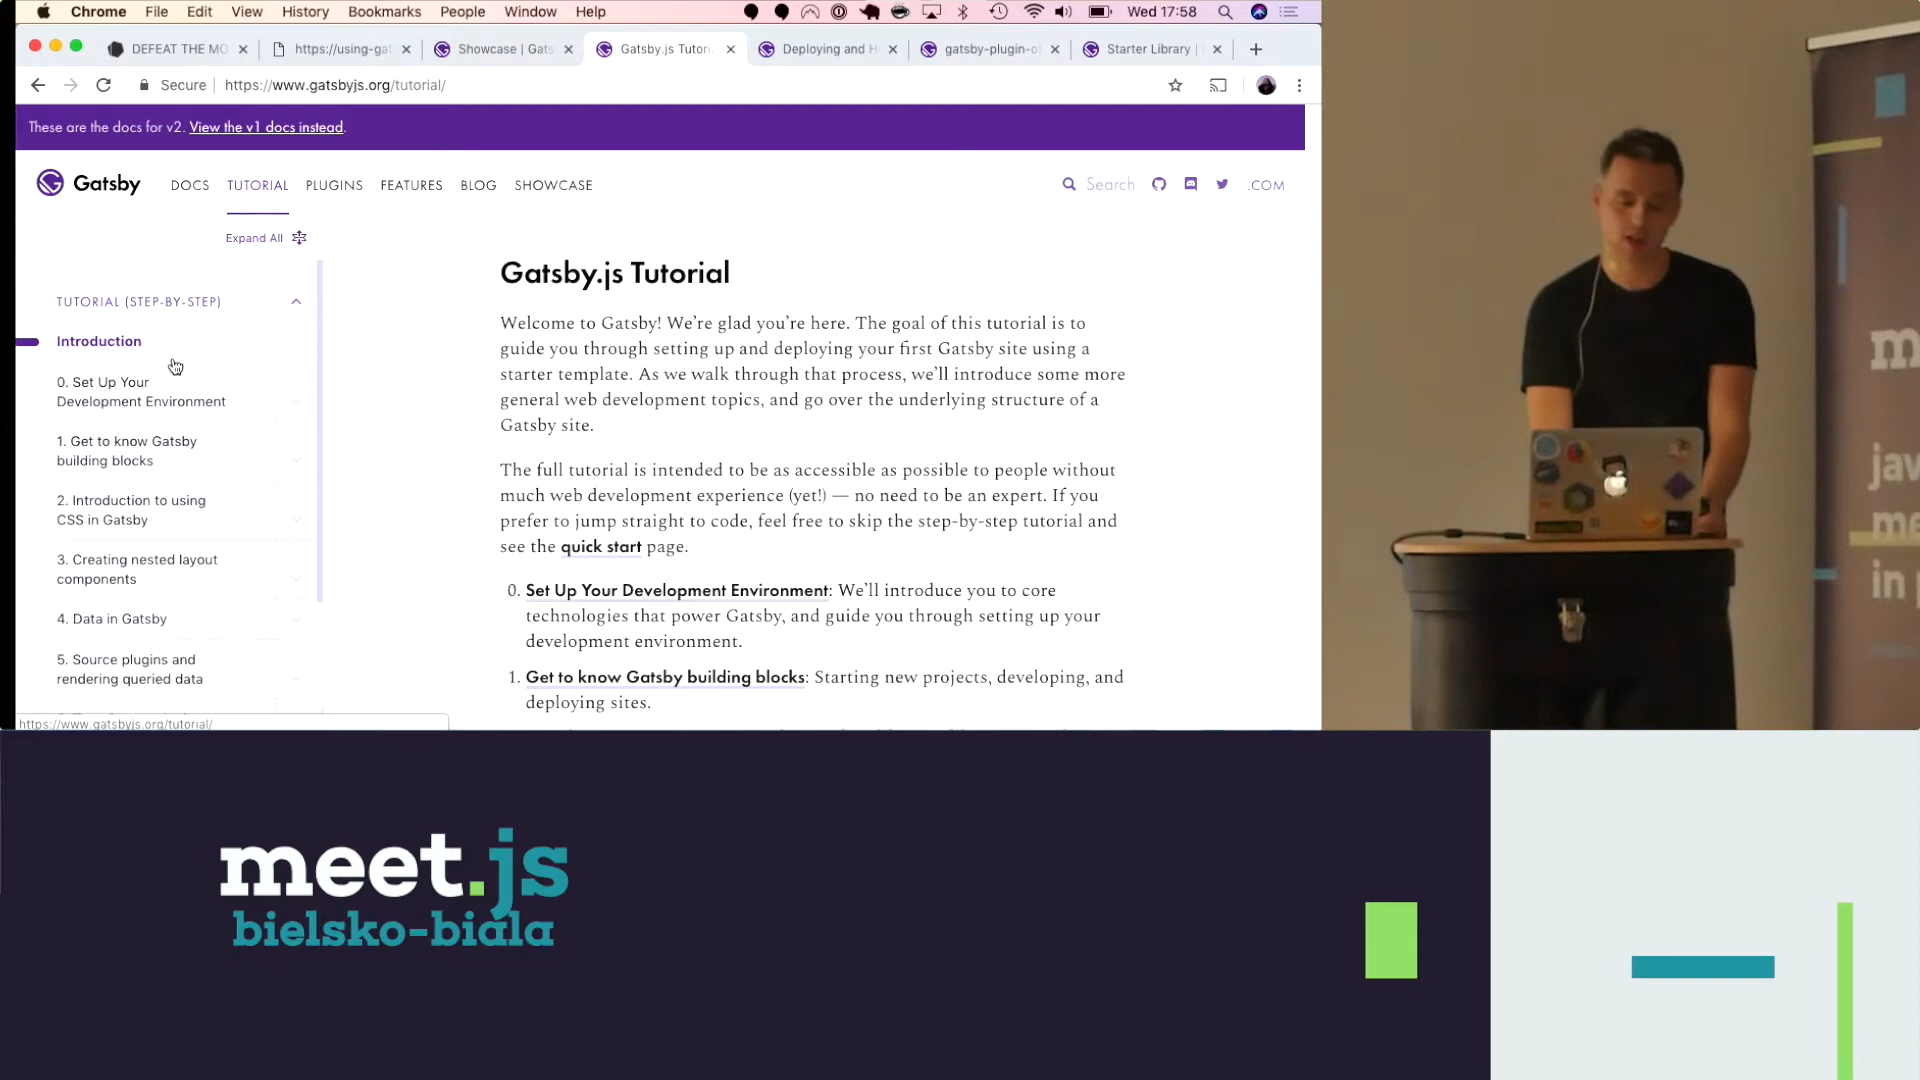 Chrome File Edit View History Bookmarks People Window Help Wed 17:58
DEFEAT THE MO https://using-gat Showcase | Gats Gatsby.js Tutori Deploying and H gatsby-plugin-of Starter Library |
Secure https://www.gatsbyjs.org/tutorial/
These are the docs for v2. View the v1 docs instead.
Gatsby DOCS TUTORIAL PLUGINS FEATURES BLOG SHOWCASE Search .COM
Expand All
TUTORIAL (STEP-BY-STEP)
Introduction
0. Set Up Your
Development Environment
1. Get to know Gatsby
building blocks
2. Introduction to using
CSS in Gatsby
3. Creating nested layout
components
4. Data in Gatsby
5. Source plugins and
rendering queried data
https://www.gatsbyjs.org/tutorial/
Gatsby.js Tutorial
Welcome to Gatsby! We’re glad you’re here. The goal of this tutorial is to
guide you through setting up and deploying your first Gatsby site using a
starter template. As we walk through that process, we’ll introduce some more
general web development topics, and go over the underlying structure of a
Gatsby site.
The full tutorial is intended to be as accessible as possible to people without
much web development experience (yet!) — no need to be an expert. If you
prefer to jump straight to code, feel free to skip the step-by-step tutorial and
see the quick start page.
0. Set Up Your Development Environment: We’ll introduce you to core
technologies that power Gatsby, and guide you through setting up your
development environment.
1. Get to know Gatsby building blocks: Starting new projects, developing, and
deploying sites.
m
jav
me
in p
meet.js
bielsko-biala